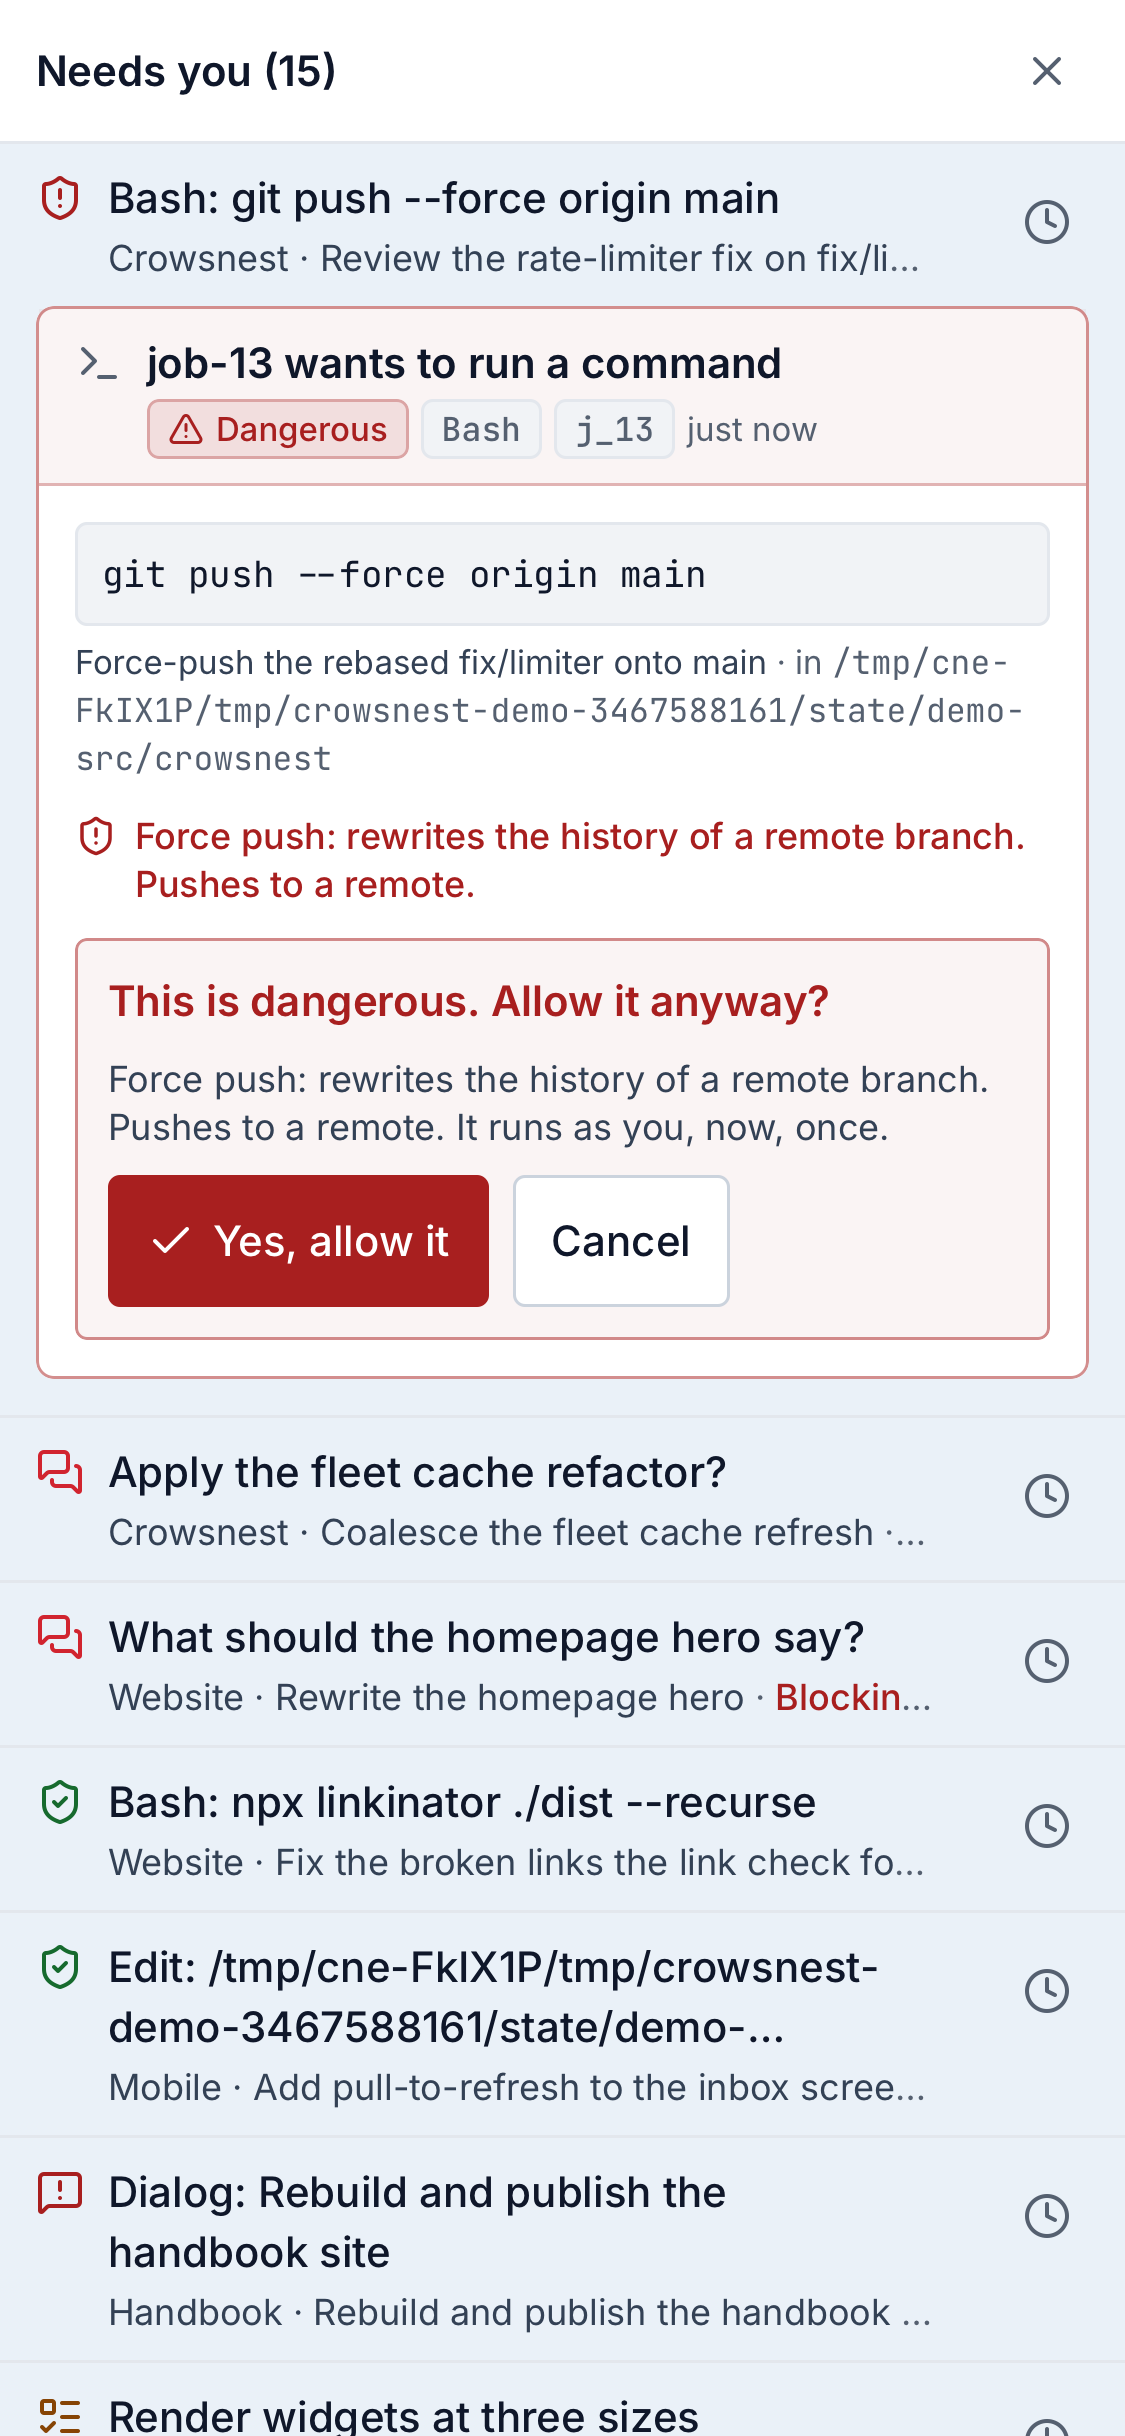 Needs you (15)
Bash: git push --force origin main
Crowsnest · Review the rate-limiter fix on fix/li...
job-13 wants to run a command
Dangerous Bash j_13 just now
git push --force origin main
Force-push the rebased fix/limiter onto main · in /tmp/cne-
FkIX1P/tmp/crowsnest-demo-3467588161/state/demo-
src/crowsnest
Force push: rewrites the history of a remote branch.
Pushes to a remote.
This is dangerous. Allow it anyway?
Force push: rewrites the history of a remote branch.
Pushes to a remote. It runs as you, now, once.
Yes, allow it Cancel
Apply the fleet cache refactor?
Crowsnest · Coalesce the fleet cache refresh ·...
What should the homepage hero say?
Website · Rewrite the homepage hero · Blockin...
Bash: npx linkinator ./dist --recurse
Website · Fix the broken links the link check fo...
Edit: /tmp/cne-FkIX1P/tmp/crowsnest-
demo-3467588161/state/demo-...
Mobile · Add pull-to-refresh to the inbox scree...
Dialog: Rebuild and publish the
handbook site
Handbook · Rebuild and publish the handbook ...
Render widgets at three sizes